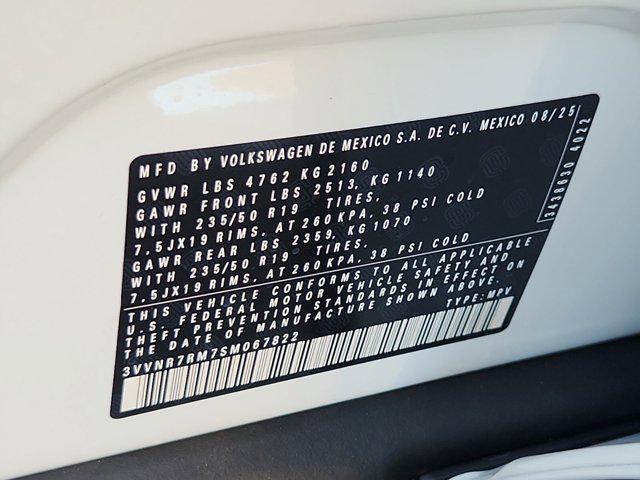 MFD BY VOLKSWAGEN DE MEXICO S.A. DE C.V. MEXICO 08/25
GVWR LBS 4762 KG 2160
GAWR FRONT LBS 2513, KG 1140
WITH 235/50 R19 TIRES,
7.5JX19 RIMS, AT 260 KPA, 38 PSI COLD
GAWR REAR LBS 2359, KG 1070
WITH 235/50 R19 TIRES,
7.5JX19 RIMS, AT 260 KPA, 38 PSI COLD
THIS VEHICLE CONFORMS TO ALL APPLICABLE
U.S. FEDERAL MOTOR VEHICLE SAFETY AND
THEFT PREVENTION STANDARDS IN EFFECT ON
THE DATE OF MANUFACTURE SHOWN ABOVE.
3VVNR7RM7SM067822 TYPE: MPV
3438630 4022